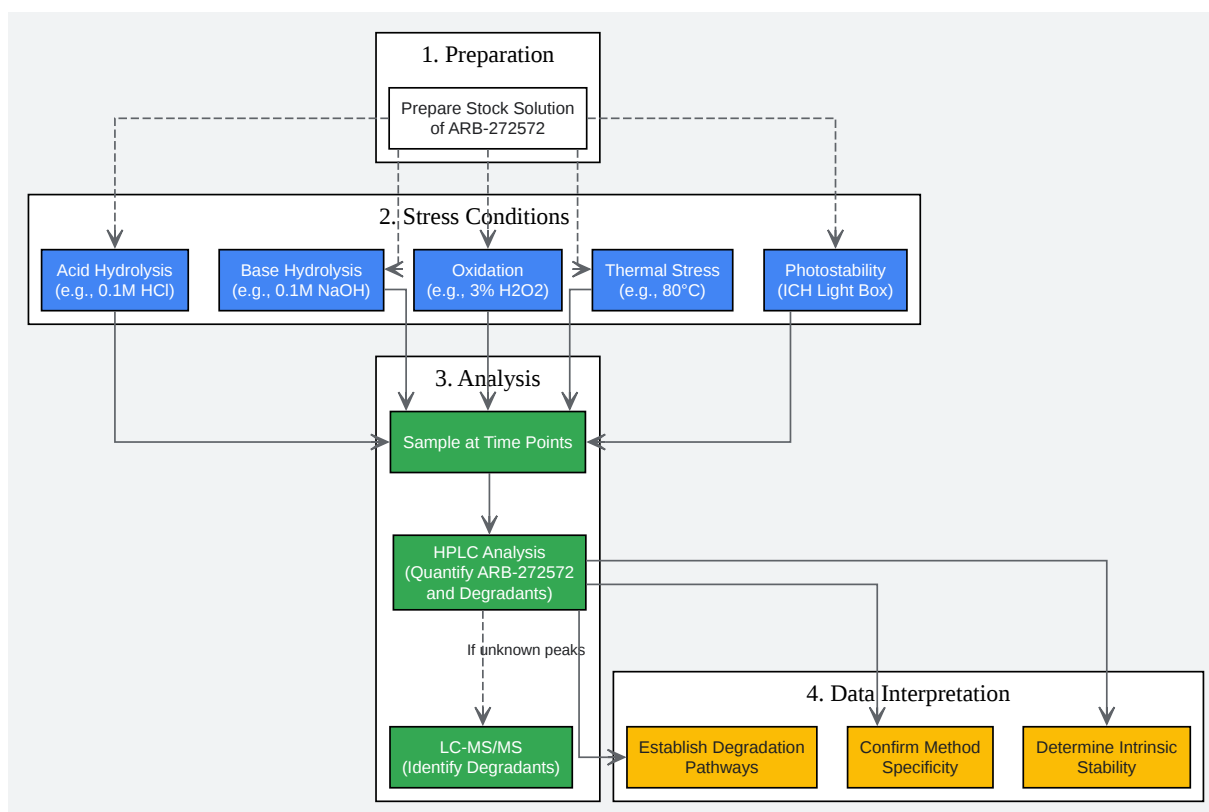 1. Preparation
Prepare Stock Solution
of ARB-272572
2. Stress Conditions
Acid Hydrolysis
(e.g., 0.1M HCl)
Base Hydrolysis
(e.g., 0.1M NaOH)
Oxidation
(e.g., 3% H2O2)
Thermal Stress
(e.g., 80°C)
Photostability
(ICH Light Box)
3. Analysis
Sample at Time Points
HPLC Analysis
(Quantify ARB-272572
and Degradants)
If unknown peaks
LC-MS/MS
(Identify Degradants)
4. Data Interpretation
Establish Degradation
Pathways
Confirm Method
Specificity
Determine Intrinsic
Stability